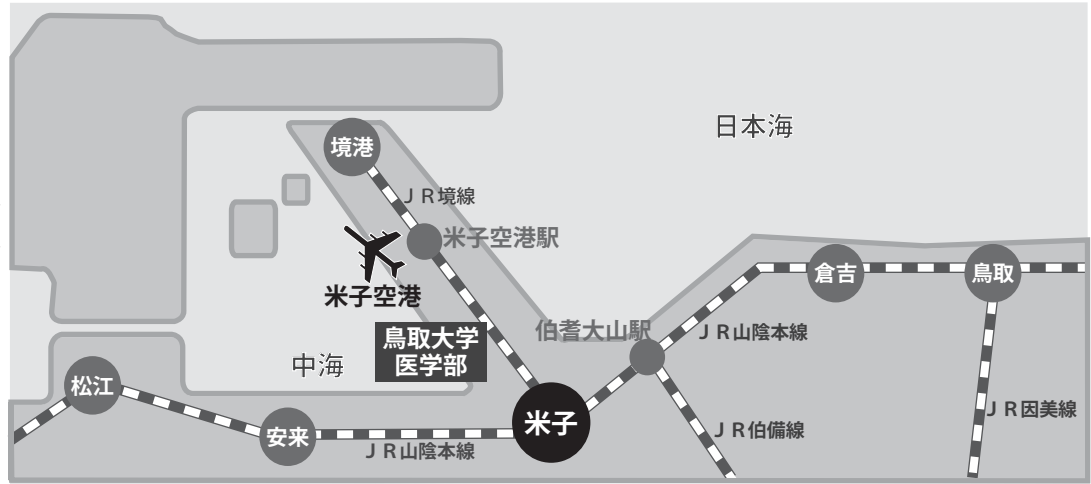 日本海
境港
ＪＲ境線
米子空港駅
米子空港
倉吉
鳥取
鳥取大学
医学部
伯耆大山駅
ＪＲ山陰本線
中海
松江
安来
米子
ＪＲ山陰本線
ＪＲ伯備線
ＪＲ因美線